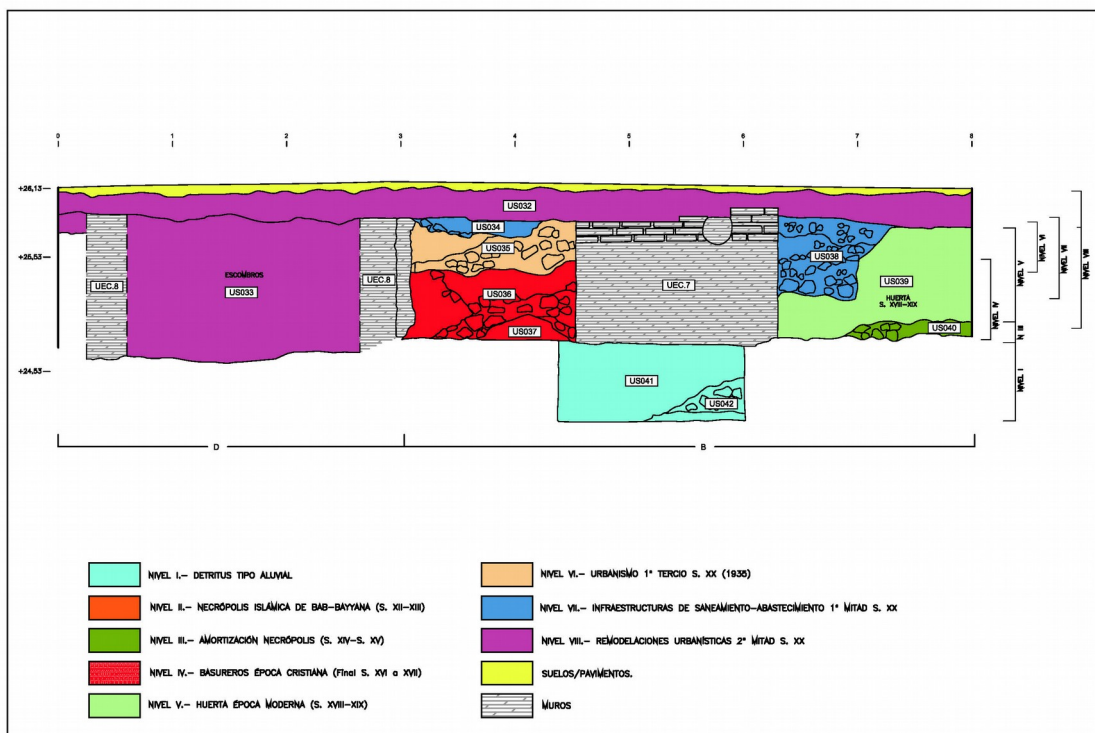 0 1 2 3 4 5 6 7 8
+26,13
+25,53
+24,53
US032
US034
US035
US038
UEC.8
ESCOMBROS
US033
UEC.8
US036
UEC.7
US039
HUERTA
S. XVIII-XIX
US037
US040
US041
US042
NIVEL IV
N III
NIVEL V
NIVEL I
NIVEL VI
NIVEL VII
NIVEL VIII
D
B
NIVEL I.- DETRITUS TIPO ALUVIAL
NIVEL II.- NECRÓPOLIS ISLÁMICA DE BAB-BAYYANA (S. XII-XIII)
NIVEL III.- AMORTIZACIÓN NECRÓPOLIS (S. XIV-S. XV)
NIVEL IV.- BASUREROS ÉPOCA CRISTIANA (Final S. XVI a XVII)
NIVEL V.- HUERTA ÉPOCA MODERNA (S. XVIII-XIX)
NIVEL VI.- URBANISMO 1º TERCIO S. XX (1935)
NIVEL VII.- INFRAESTRUCTURAS DE SANEAMIENTO-ABASTECIMIENTO 1ª MITAD S. XX
NIVEL VIII.- REMODELACIONES URBANÍSTICAS 2ª MITAD S. XX
SUELOS/PAVIMENTOS.
MUROS